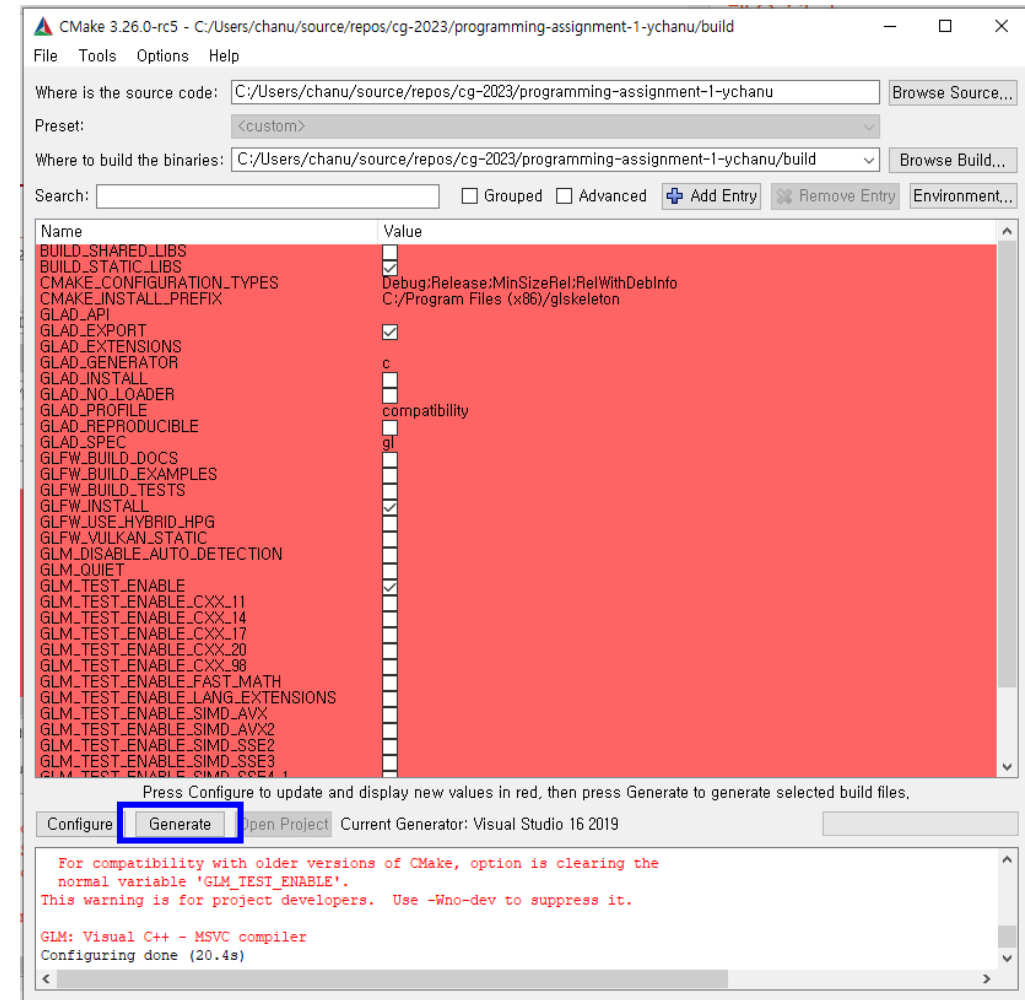 CMake 3.26.0-rc5 - C:/Users/chanu/source/repos/cg-2023/programming-assignment-1-ychanu/build
File Tools Options Help
Where is the source code: C:/Users/chanu/source/repos/cg-2023/programming-assignment-1-ychanu Browse Source...
Preset: <custom>
Where to build the binaries: C:/Users/chanu/source/repos/cg-2023/programming-assignment-1-ychanu/build Browse Build...
Search: Grouped Advanced Add Entry Remove Entry Environment...
Name Value
BUILD_SHARED_LIBS
BUILD_STATIC_LIBS
CMAKE_CONFIGURATION_TYPES Debug;Release;MinSizeRel;RelWithDebInfo
CMAKE_INSTALL_PREFIX C:/Program Files (x86)/glskeleton
GLAD_API
GLAD_EXPORT
GLAD_EXTENSIONS
GLAD_GENERATOR c
GLAD_INSTALL
GLAD_NO_LOADER
GLAD_PROFILE compatibility
GLAD_REPRODUCIBLE
GLAD_SPEC gl
GLFW_BUILD_DOCS
GLFW_BUILD_EXAMPLES
GLFW_BUILD_TESTS
GLFW_INSTALL
GLFW_USE_HYBRID_HPG
GLFW_VULKAN_STATIC
GLM_DISABLE_AUTO_DETECTION
GLM_QUIET
GLM_TEST_ENABLE
GLM_TEST_ENABLE_CXX_11
GLM_TEST_ENABLE_CXX_14
GLM_TEST_ENABLE_CXX_17
GLM_TEST_ENABLE_CXX_20
GLM_TEST_ENABLE_CXX_98
GLM_TEST_ENABLE_FAST_MATH
GLM_TEST_ENABLE_LANG_EXTENSIONS
GLM_TEST_ENABLE_SIMD_AVX
GLM_TEST_ENABLE_SIMD_AVX2
GLM_TEST_ENABLE_SIMD_SSE2
GLM_TEST_ENABLE_SIMD_SSE3
GLM_TEST_ENABLE_SIMD_SSE4_1
Press Configure to update and display new values in red, then press Generate to generate selected build files.
Configure Generate Open Project Current Generator: Visual Studio 16 2019
For compatibility with older versions of CMake, option is clearing the
normal variable 'GLM_TEST_ENABLE'.
This warning is for project developers. Use -Wno-dev to suppress it.
GLM: Visual C++ - MSVC compiler
Configuring done (20.4s)